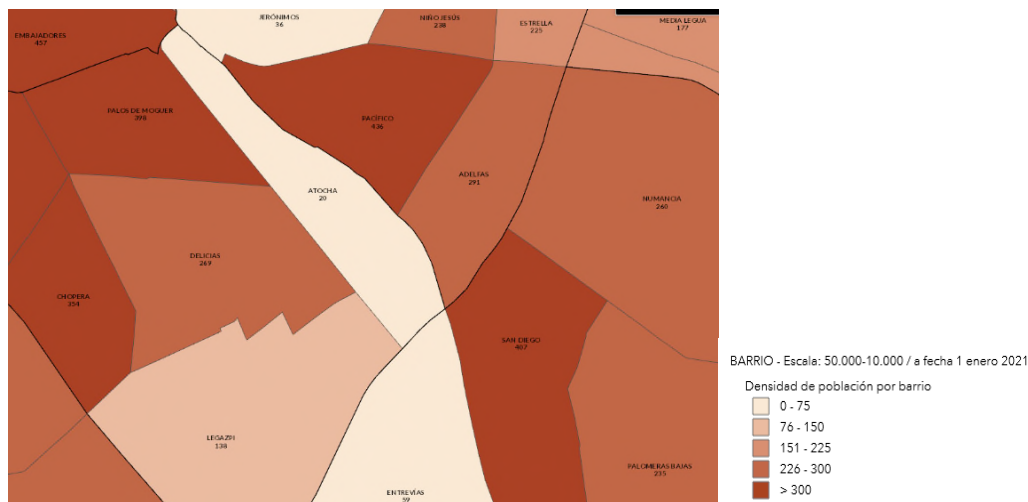 JERÓNIMOS
36
NIÑO JESÚS
238
ESTRELLA
225
MEDIA LEGUA
177
EMBAJADORES
457
PALOS DE MOGUER
398
PACÍFICO
436
ADELFAS
291
ATOCHA
20
NUMANCIA
260
DELICIAS
269
CHOPERA
354
SAN DIEGO
407
LEGAZPI
138
PALOMERAS BAJAS
235
ENTREVÍAS
59
BARRIO - Escala: 50.000-10.000 / a fecha 1 enero 2021
Densidad de población por barrio
0 - 75
76 - 150
151 - 225
226 - 300
> 300